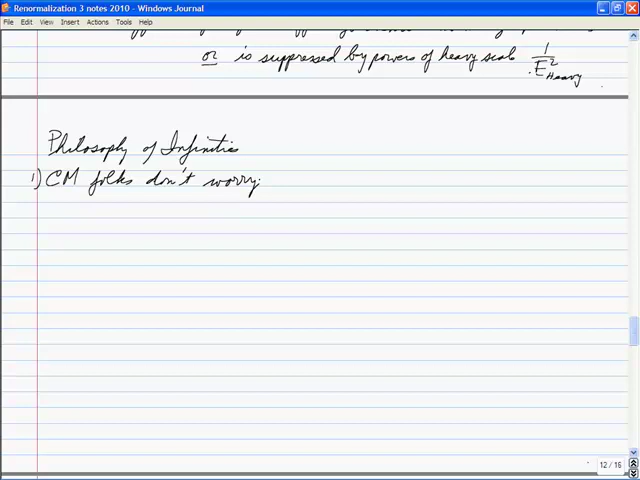 Renormalization 3 notes 2010 - Windows Journal
File Edit View Insert Actions Tools Help
or is suppressed by powers of heavy scale 1/E²Heavy
Philosophy of Infinities
1) CM folks don't worry.
12 / 16